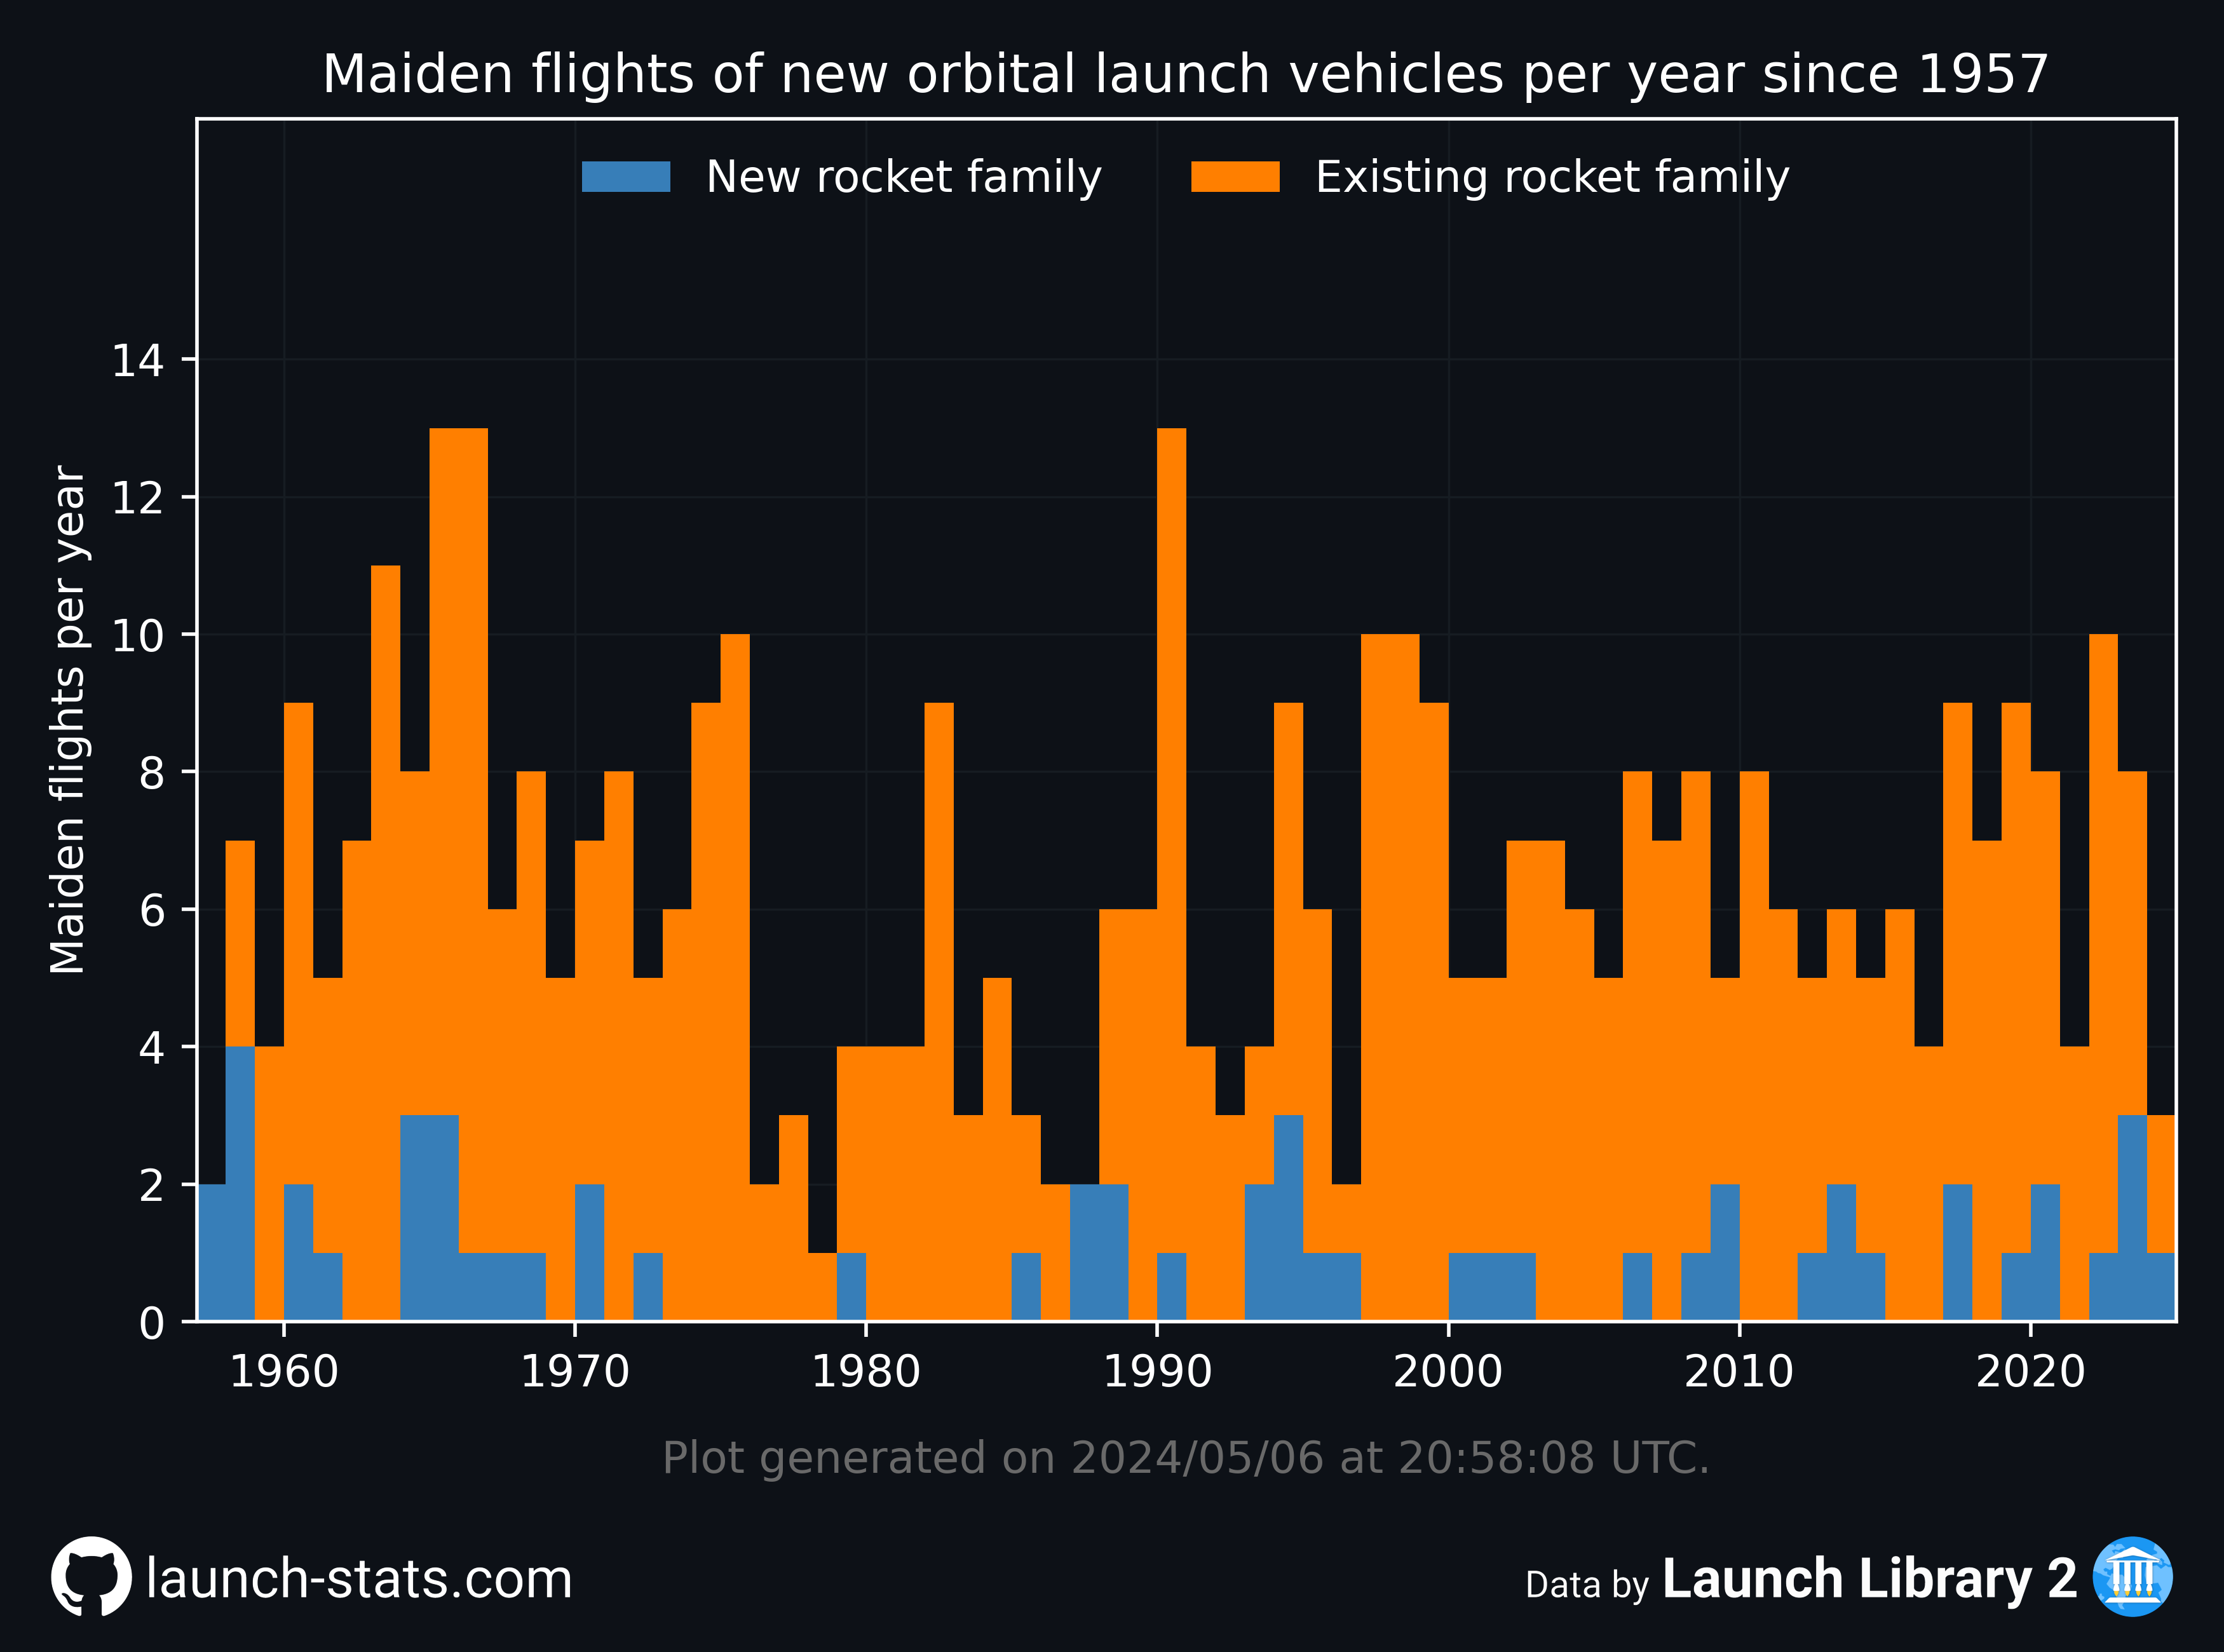 Maiden flights of new orbital launch vehicles per year since 1957
New rocket family
Existing rocket family
Maiden flights per year
14
12
10
8
6
4
2
0
1960 1970 1980 1990 2000 2010 2020
Plot generated on 2024/05/06 at 20:58:08 UTC.
launch-stats.com
Data by Launch Library 2